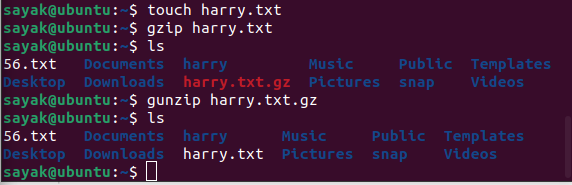 sayak@ubuntu:~$ touch harry.txt
sayak@ubuntu:~$ gzip harry.txt
sayak@ubuntu:~$ ls
56.txt   Documents  harry         Music     Public  Templates
Desktop  Downloads  harry.txt.gz  Pictures  snap    Videos
sayak@ubuntu:~$ gunzip harry.txt.gz
sayak@ubuntu:~$ ls
56.txt   Documents  harry      Music     Public  Templates
Desktop  Downloads  harry.txt  Pictures  snap    Videos
sayak@ubuntu:~$